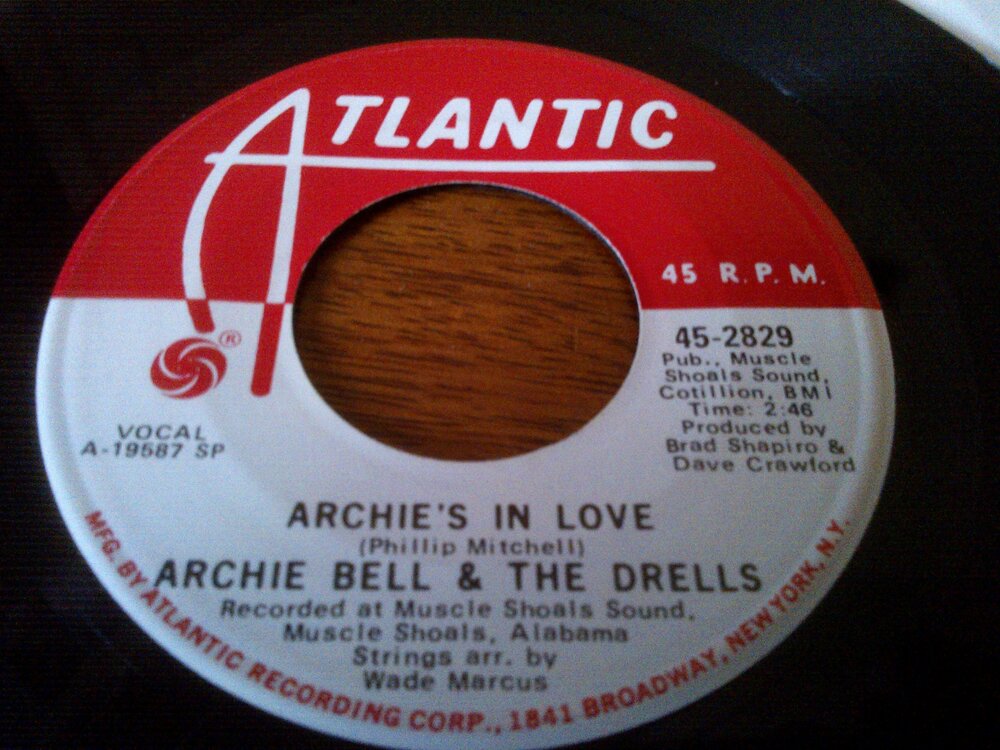 ATLANTIC
45 R.P.M.
®
45-2829
Pub., Muscle
Shoals Sound,
Cotillion, BMI
Time: 2:46
Produced by
Brad Shapiro &
Dave Crawford
VOCAL
A-19587 SP
ARCHIE'S IN LOVE
(Phillip Mitchell)
ARCHIE BELL & THE DRELLS
Recorded at Muscle Shoals Sound,
Muscle Shoals, Alabama
Strings arr. by
Wade Marcus
MFG. BY ATLANTIC RECORDING CORP., 1841 BROADWAY, NEW YORK, N.Y.